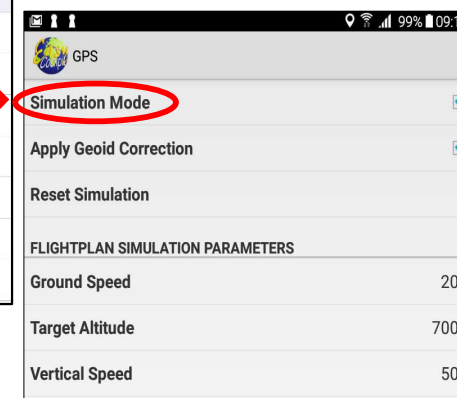 99% 09:1
GPS
Simulation Mode
Apply Geoid Correction
Reset Simulation
FLIGHTPLAN SIMULATION PARAMETERS
Ground Speed 20
Target Altitude 700
Vertical Speed 50